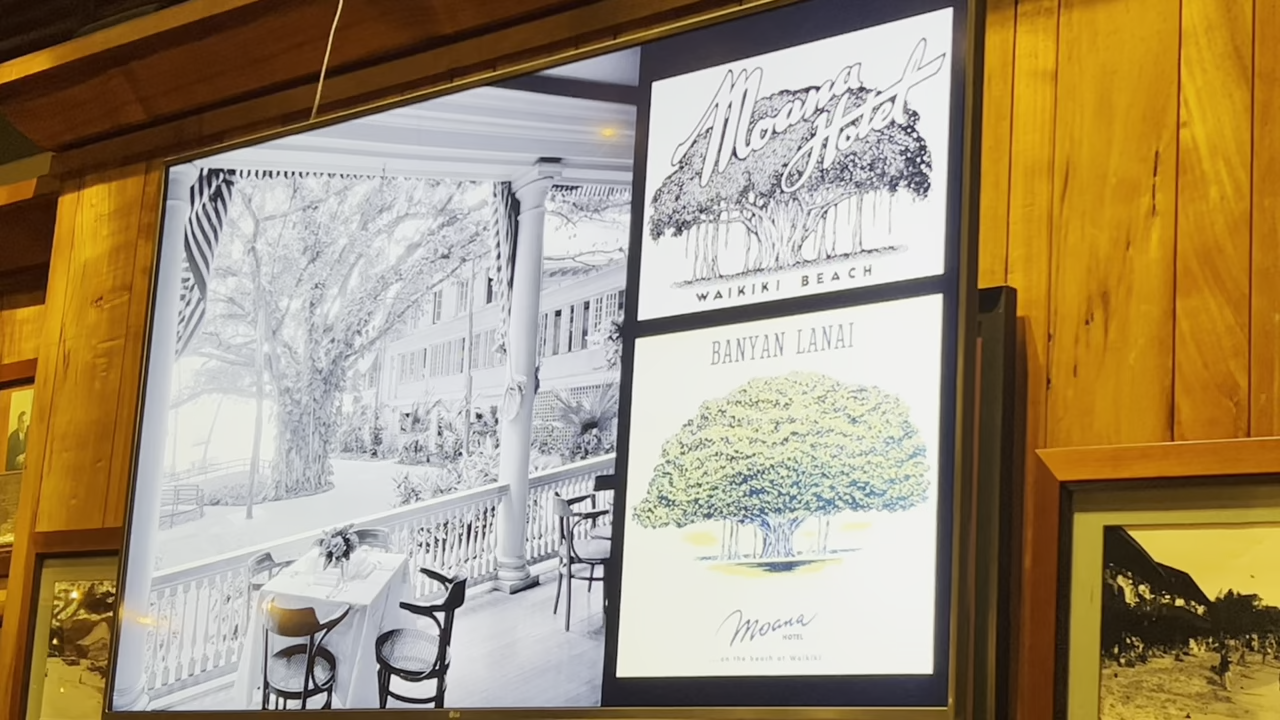 Moana
Hotel
WAIKIKI BEACH
BANYAN LANAI
Moana
HOTEL
...on the beach at Waikiki
LG